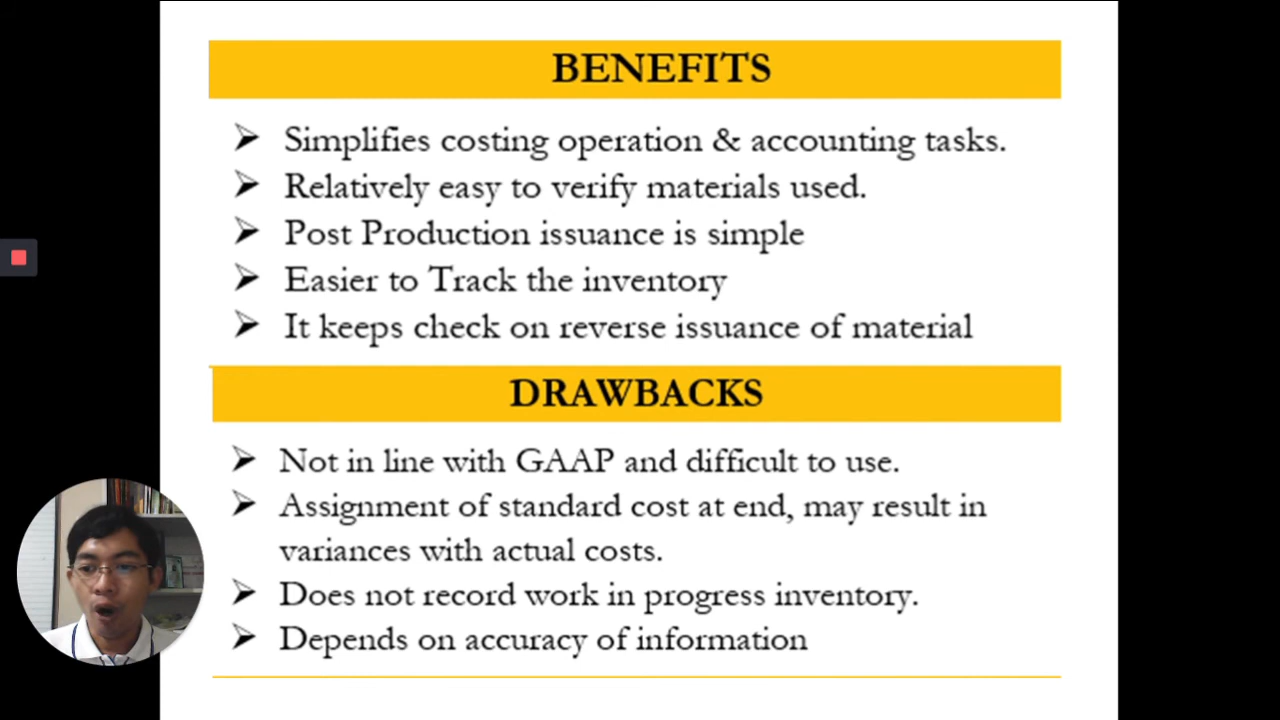 BENEFITS
➢ Simplifies costing operation & accounting tasks.
➢ Relatively easy to verify materials used.
➢ Post Production issuance is simple
➢ Easier to Track the inventory
➢ It keeps check on reverse issuance of material
DRAWBACKS
➢ Not in line with GAAP and difficult to use.
➢ Assignment of standard cost at end, may result in
variances with actual costs.
➢ Does not record work in progress inventory.
➢ Depends on accuracy of information